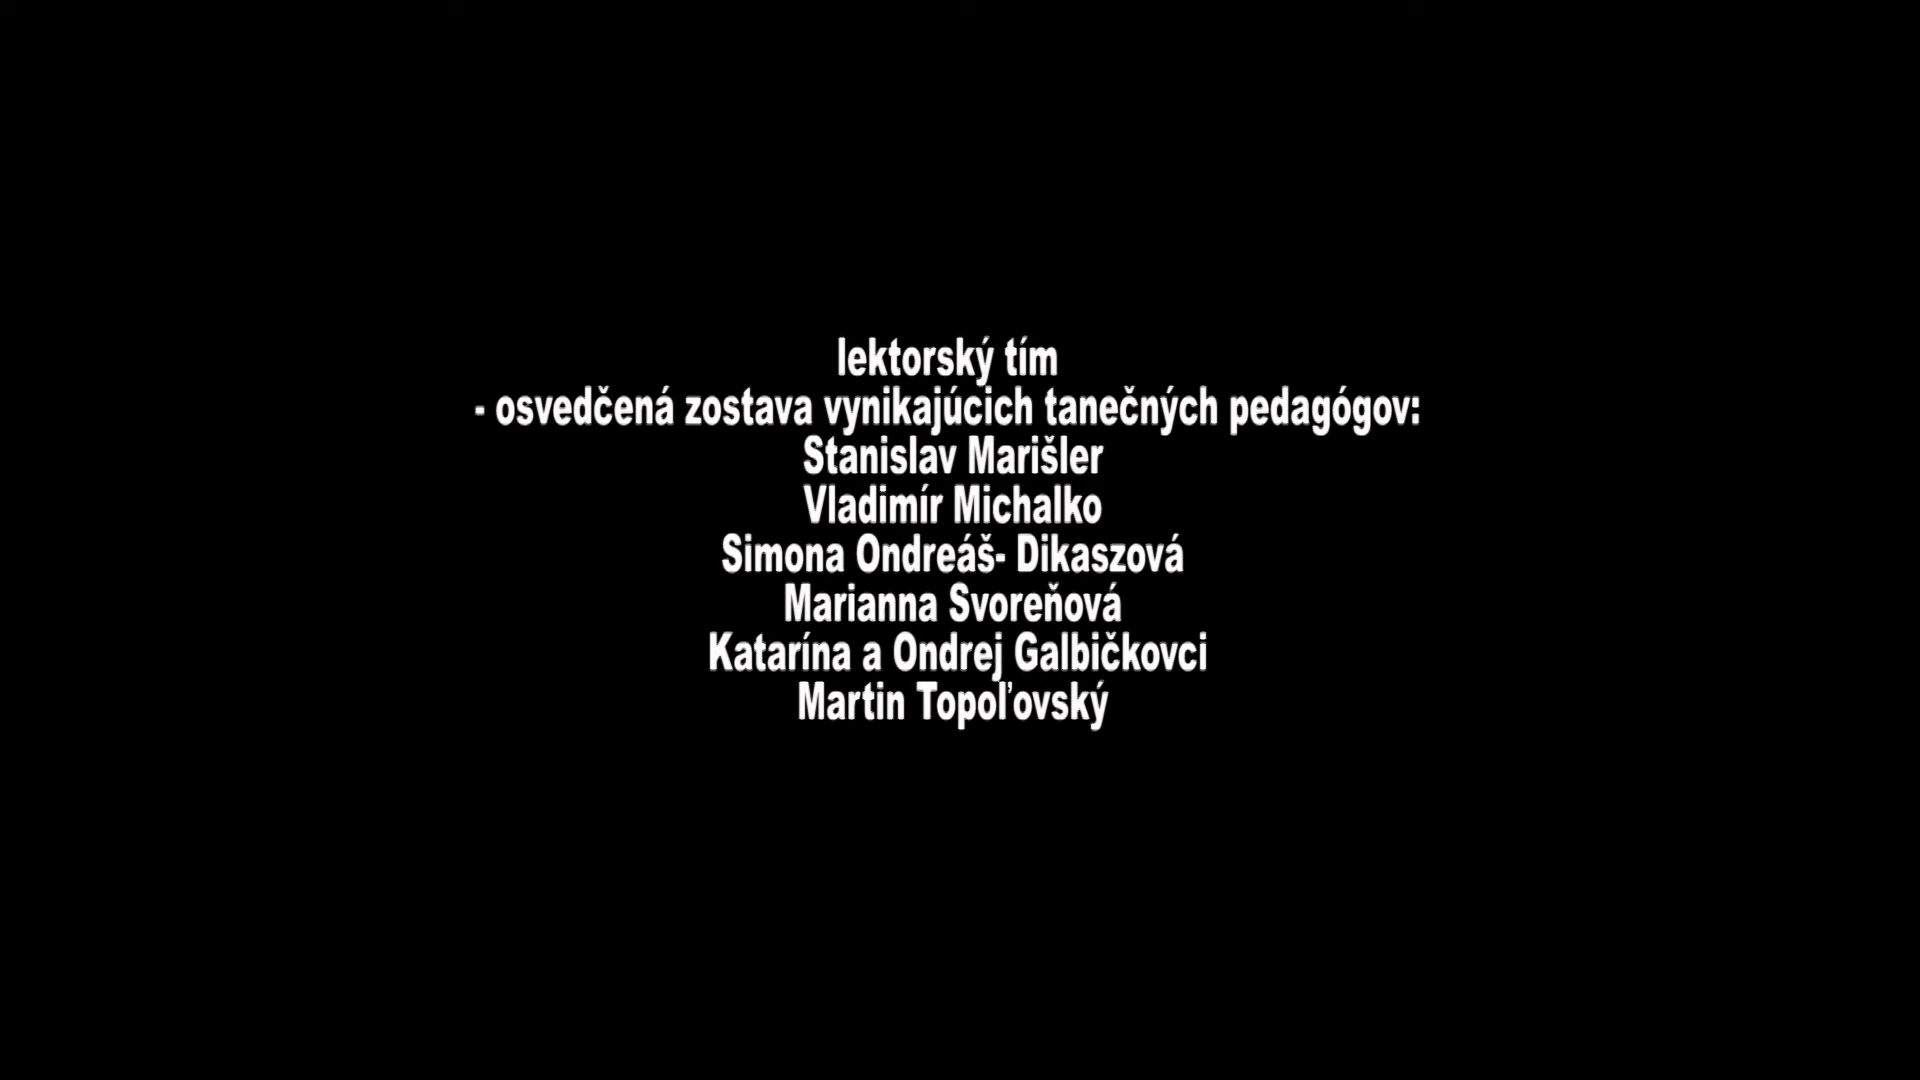 lektorský tím
- osvedčená zostava vynikajúcich tanečných pedagógov:
Stanislav Marišler
Vladimír Michalko
Simona Ondreáš- Dikaszová
Marianna Svoreňová
Katarína a Ondrej Galbičkovci
Martin Topoľovský